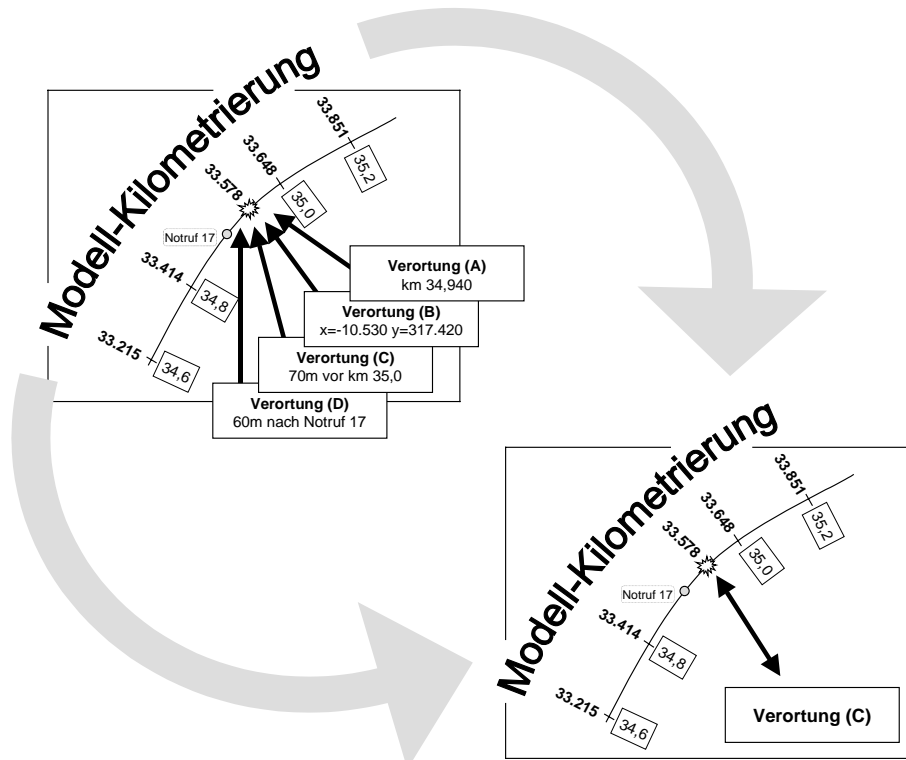 Modell-Kilometrierung
33.851
33.648
33.578
33.414
33.215
35,2
35,0
34,8
34,6
Notruf 17
Verortung (A)
km 34,940
Verortung (B)
x=-10.530 y=317.420
Verortung (C)
70m vor km 35,0
Verortung (D)
60m nach Notruf 17
Modell-Kilometrierung
33.851
33.648
33.578
33.414
33.215
35,2
35,0
34,8
34,6
Notruf 17
Verortung (C)